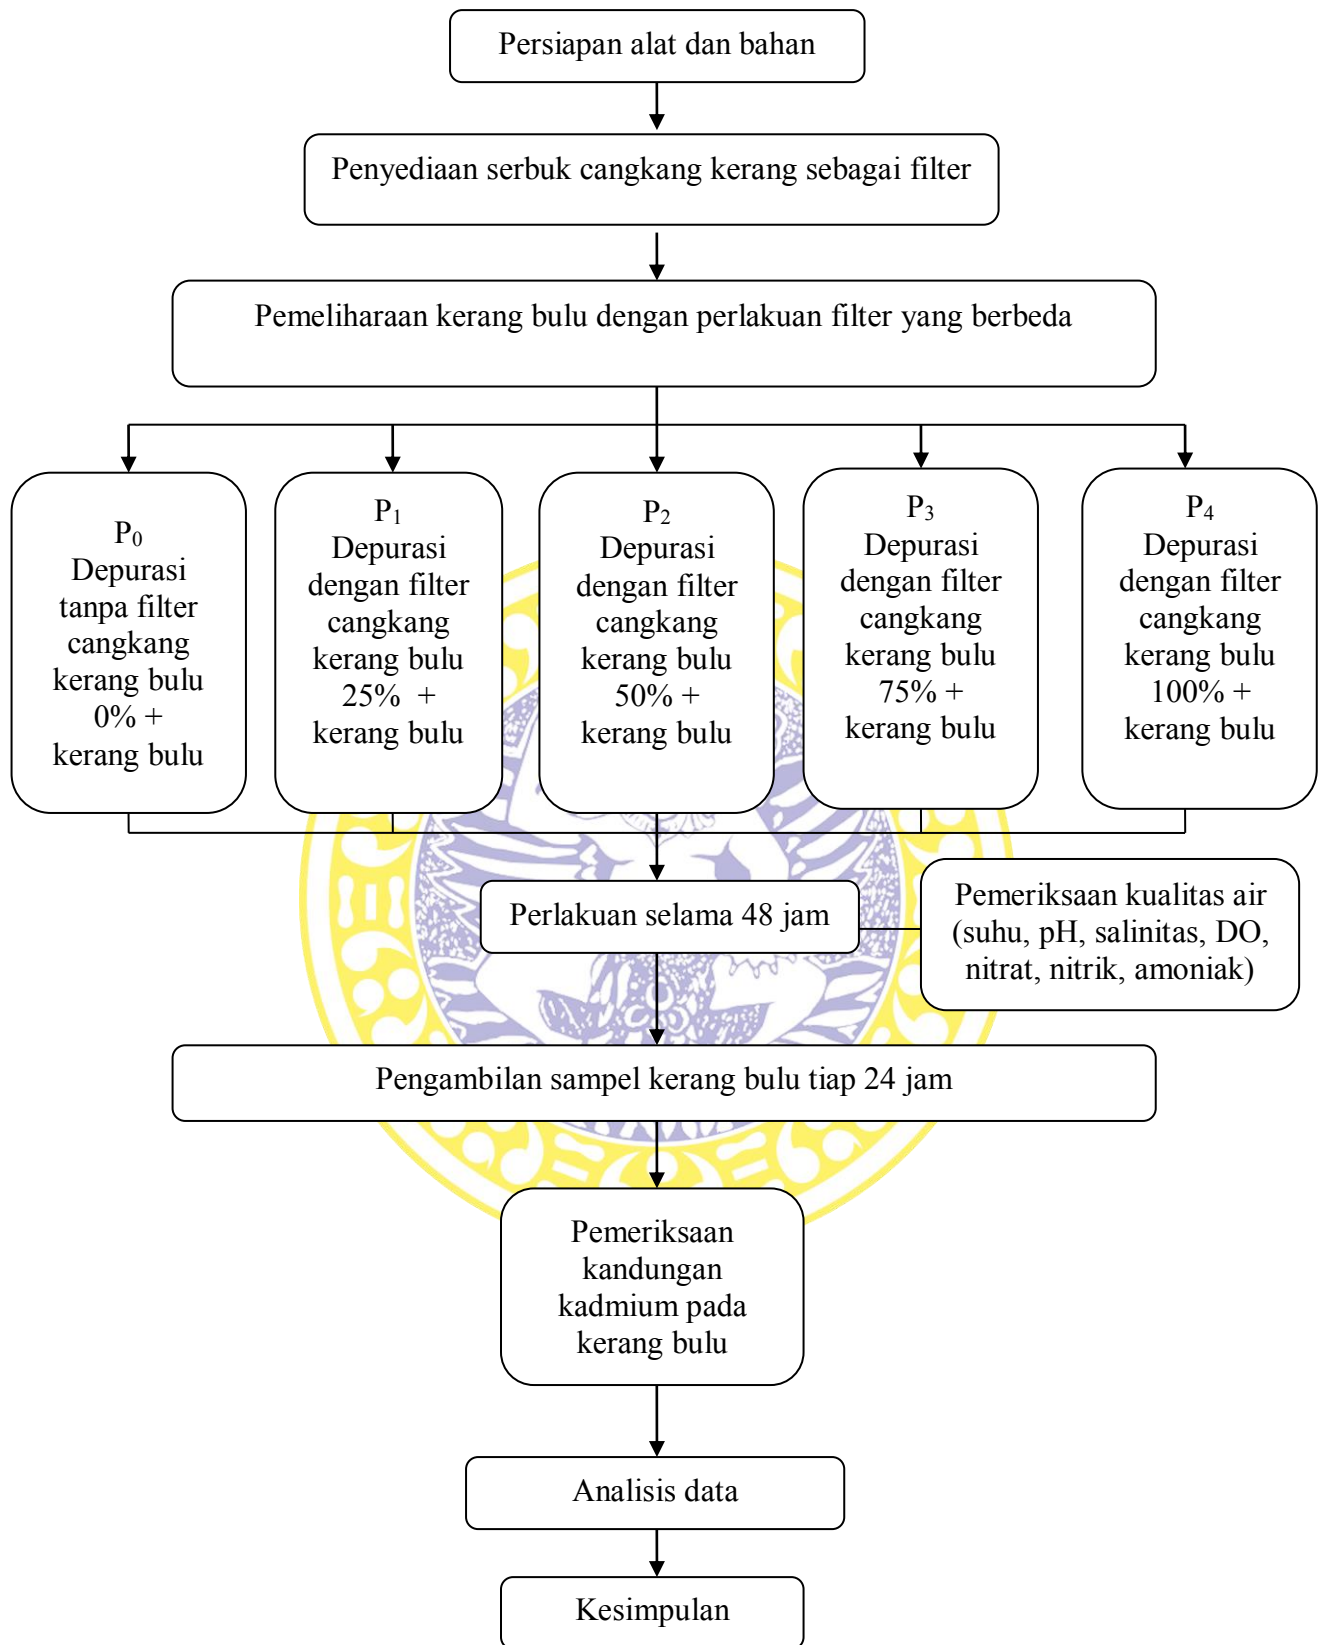 Persiapan alat dan bahan
Penyediaan serbuk cangkang kerang sebagai filter
Pemeliharaan kerang bulu dengan perlakuan filter yang berbeda
P₀
Depurasi
tanpa filter
cangkang
kerang bulu
0% +
kerang bulu
P₁
Depurasi
dengan filter
cangkang
kerang bulu
25% +
kerang bulu
P₂
Depurasi
dengan filter
cangkang
kerang bulu
50% +
kerang bulu
P₃
Depurasi
dengan filter
cangkang
kerang bulu
75% +
kerang bulu
P₄
Depurasi
dengan filter
cangkang
kerang bulu
100% +
kerang bulu
Perlakuan selama 48 jam
Pemeriksaan kualitas air
(suhu, pH, salinitas, DO,
nitrat, nitrik, amoniak)
Pengambilan sampel kerang bulu tiap 24 jam
Pemeriksaan
kandungan
kadmium pada
kerang bulu
Analisis data
Kesimpulan